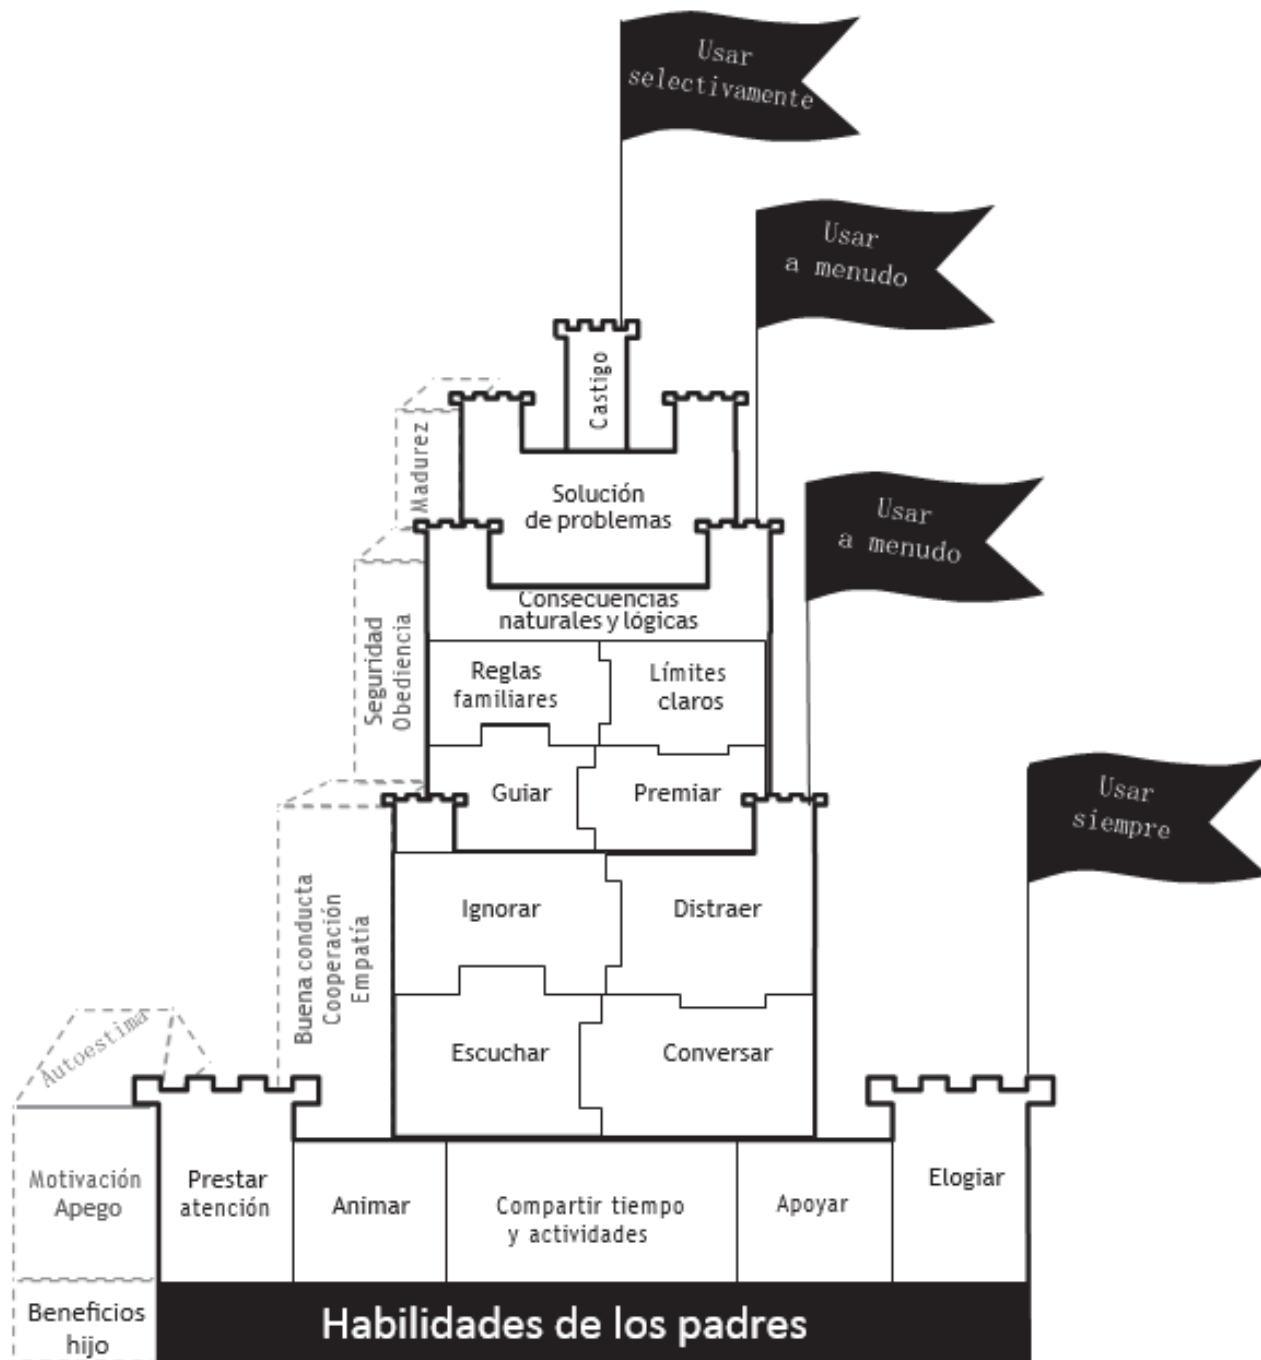 Usar
selectivamente
Usar
a menudo
Castigo
Madurez
Solución
de problemas
Usar
a menudo
Consecuencias
naturales y lógicas
Seguridad
Obediencia
Reglas
familiares
Límites
claros
Guiar
Premiar
Usar
siempre
Buena conducta
Cooperación
Empatía
Ignorar
Distraer
Escuchar
Conversar
Autoestima
Motivación
Apego
Prestar
atención
Animar
Compartir tiempo
y actividades
Apoyar
Elogiar
Beneficios
hijo
Habilidades de los padres